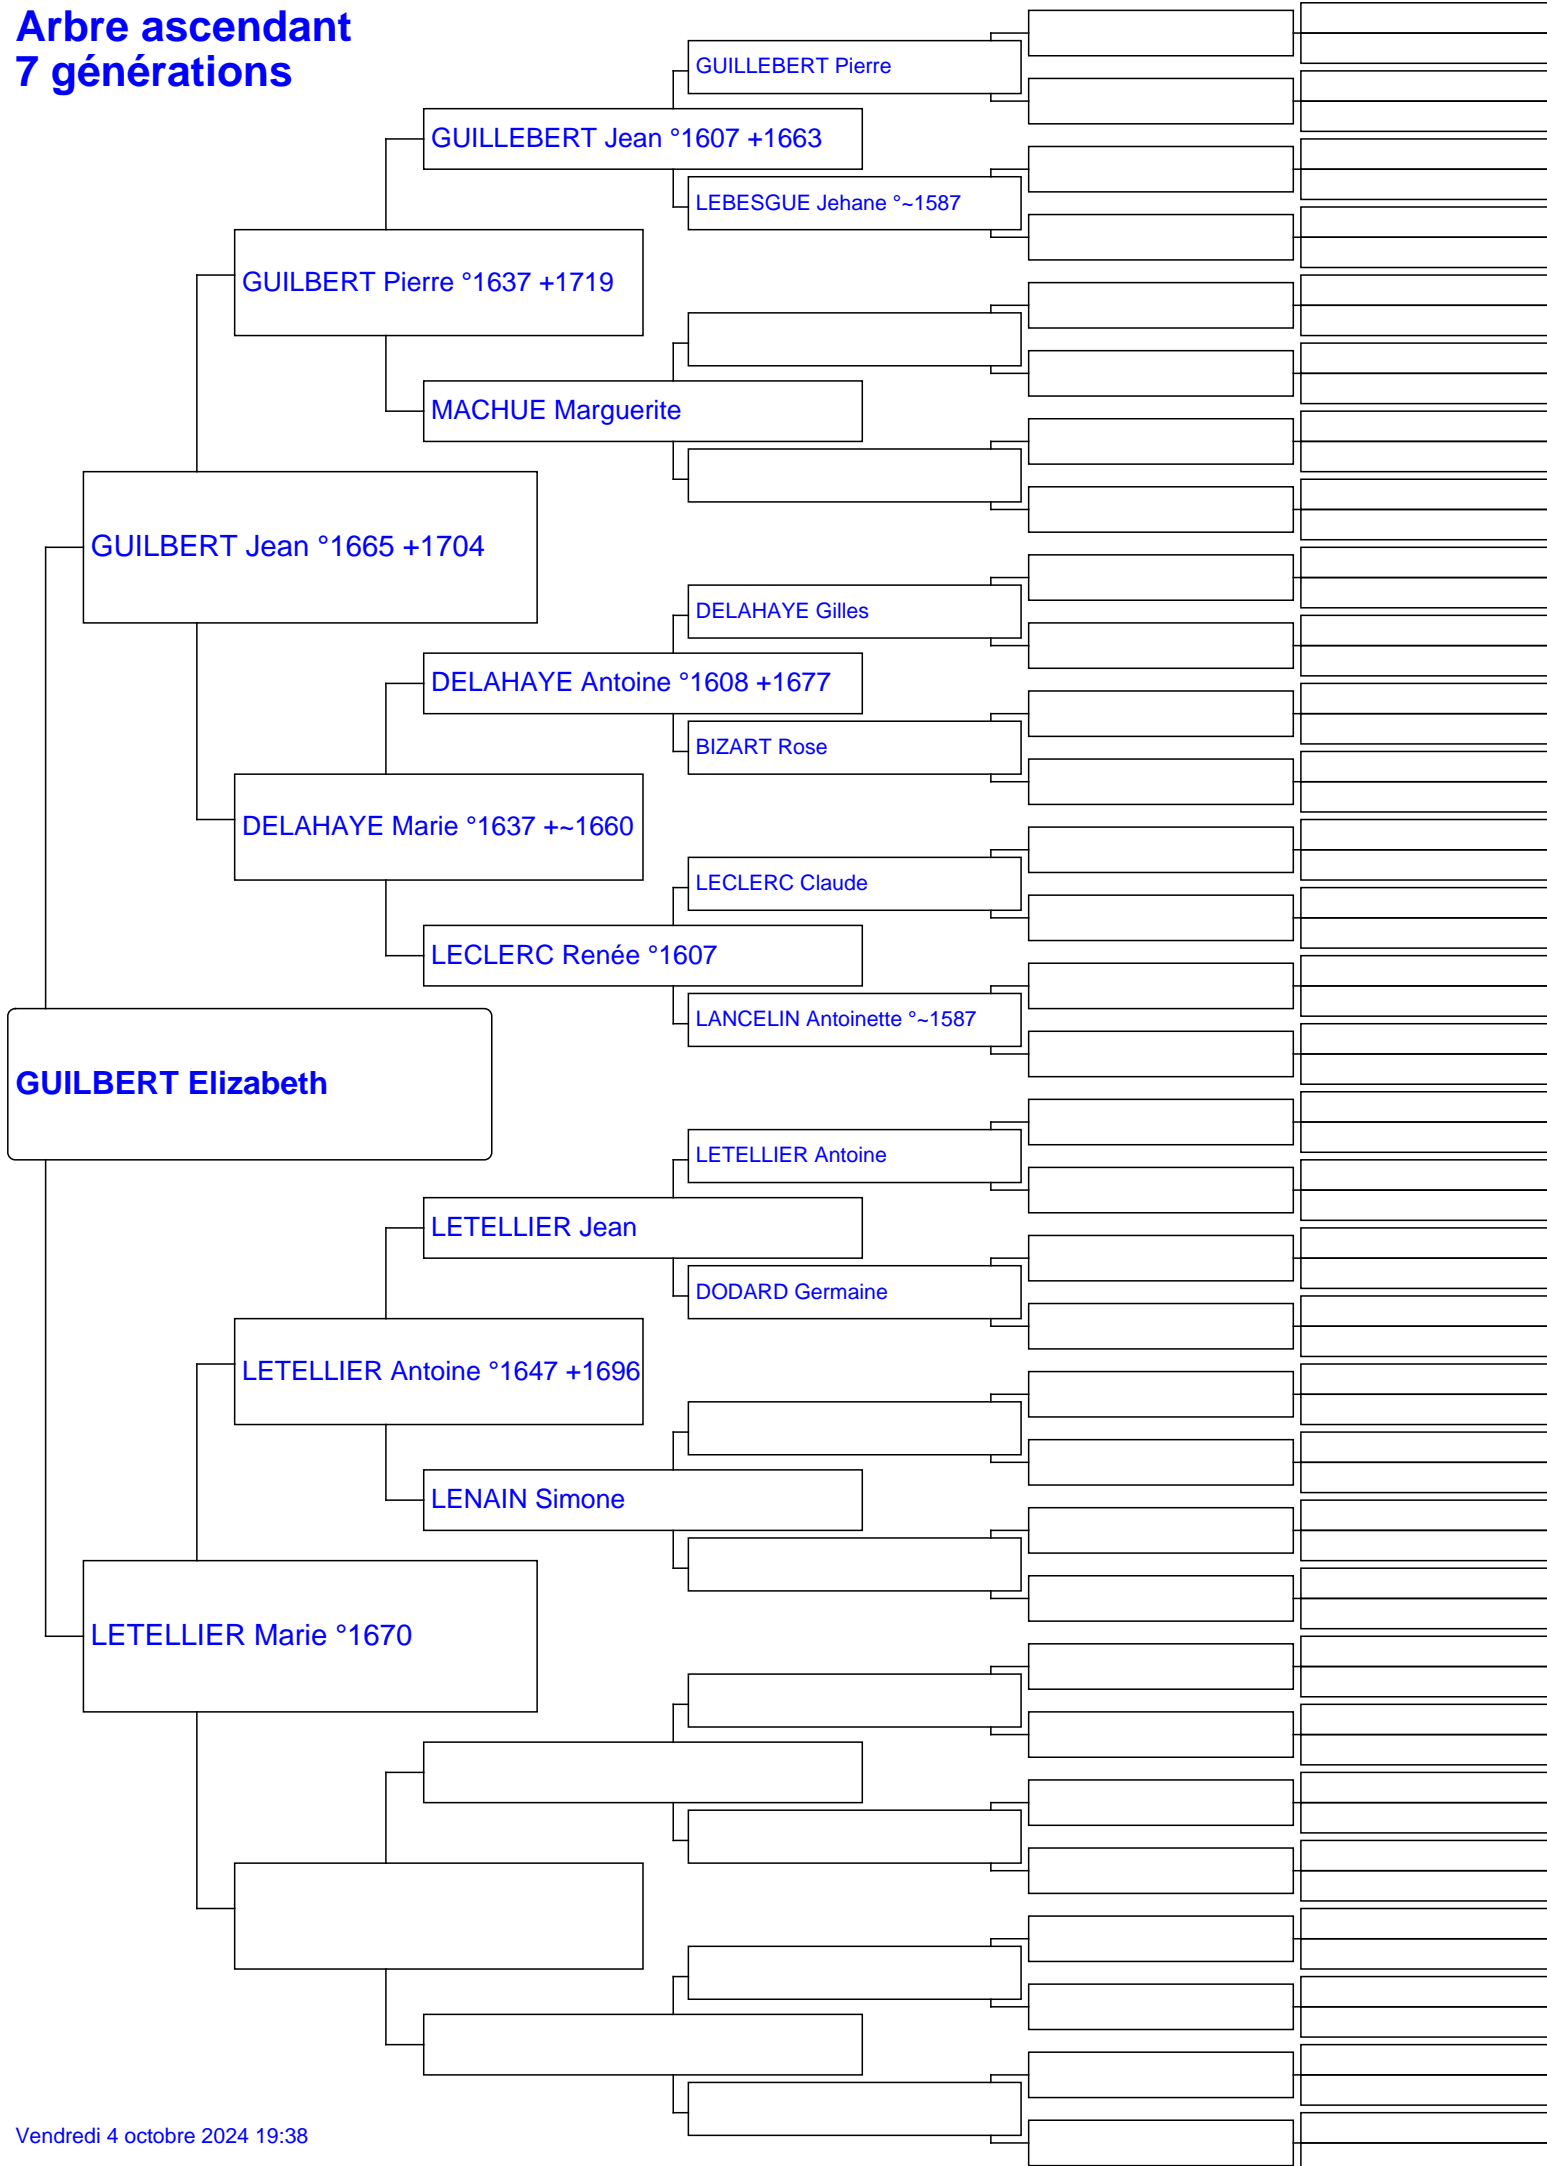 Arbre ascendant
7 générations
GUILLEBERT Pierre
GUILLEBERT Jean °1607 +1663
LEBESGUE Jehane °~1587
GUILBERT Pierre °1637 +1719
MACHUE Marguerite
GUILBERT Jean °1665 +1704
DELAHAYE Gilles
DELAHAYE Antoine °1608 +1677
BIZART Rose
DELAHAYE Marie °1637 +~1660
LECLERC Claude
LECLERC Renée °1607
LANCELIN Antoinette °~1587
GUILBERT Elizabeth
LETELLIER Antoine
LETELLIER Jean
DODARD Germaine
LETELLIER Antoine °1647 +1696
LENAIN Simone
LETELLIER Marie °1670
Vendredi 4 octobre 2024 19:38